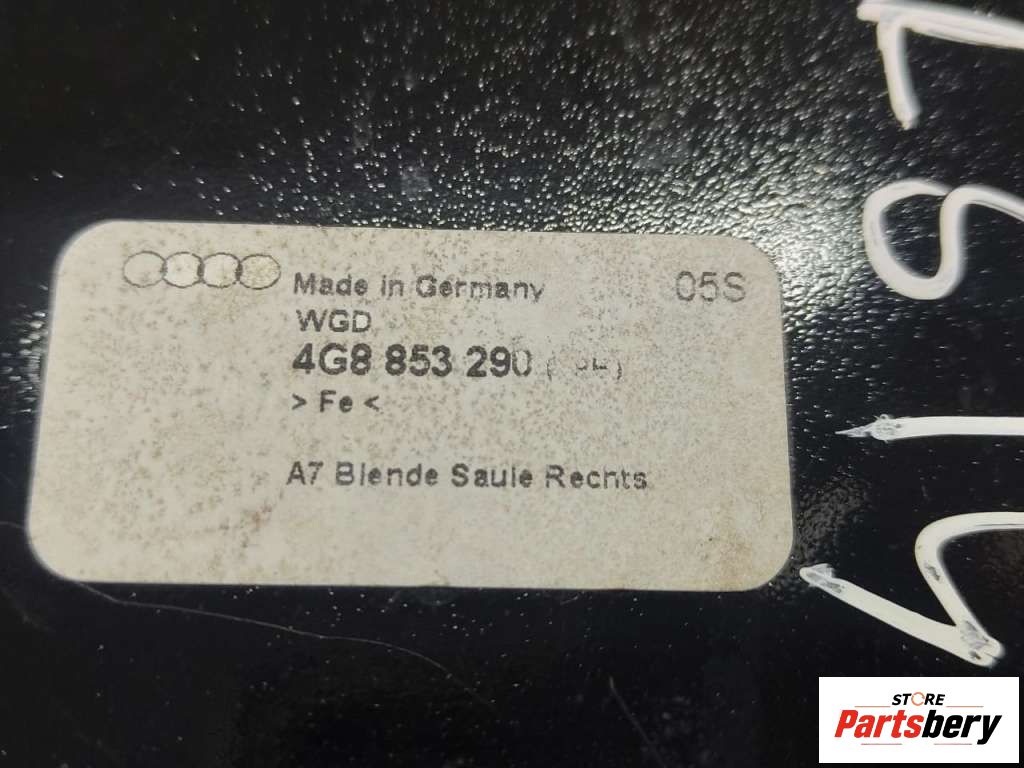 Made in Germany 05S
WGD
4G8 853 290
> Fe <
A7 Blende Saule Rechts
STORE
Partsbery